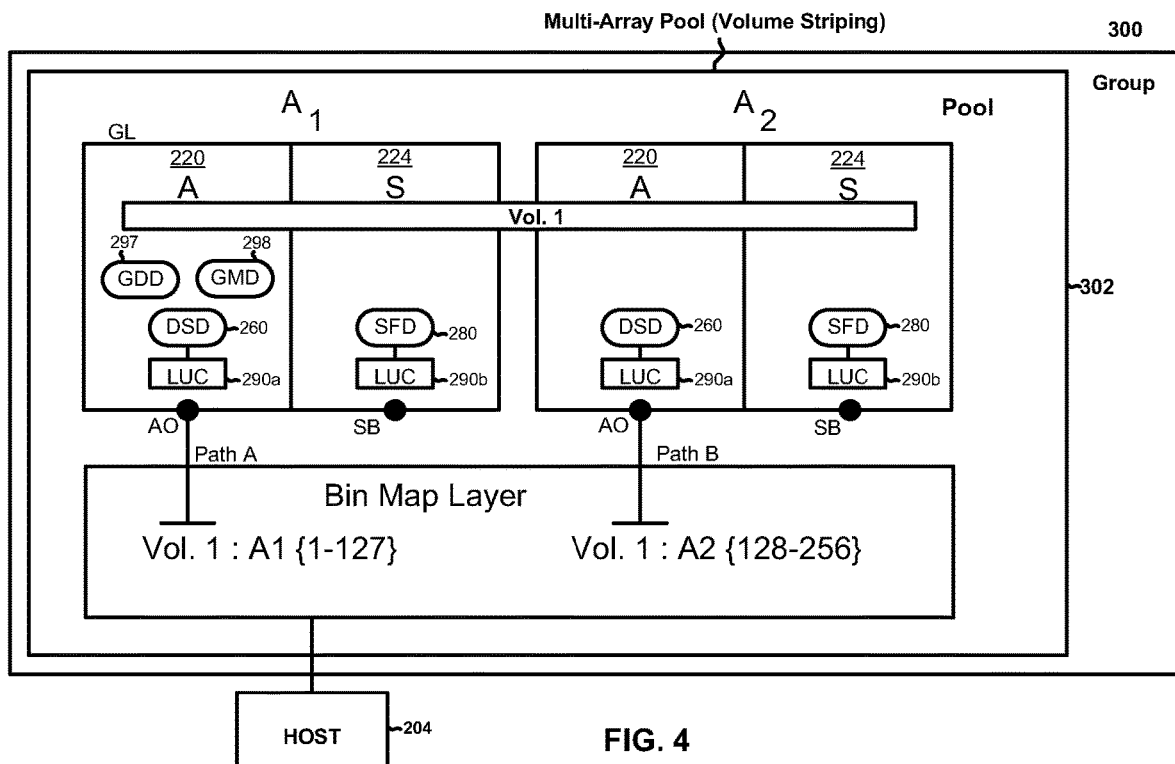 Multi-Array Pool (Volume Striping)
300
Group
Pool
A 1
A 2
GL
220
A
224
S
220
A
224
S
Vol. 1
297
GDD
298
GMD
302
DSD
260
SFD
280
DSD
260
SFD
280
LUC
290a
LUC
290b
LUC
290a
LUC
290b
AO
SB
AO
SB
Path A
Path B
Bin Map Layer
Vol. 1 : A1 {1-127}
Vol. 1 : A2 {128-256}
HOST
204
FIG. 4